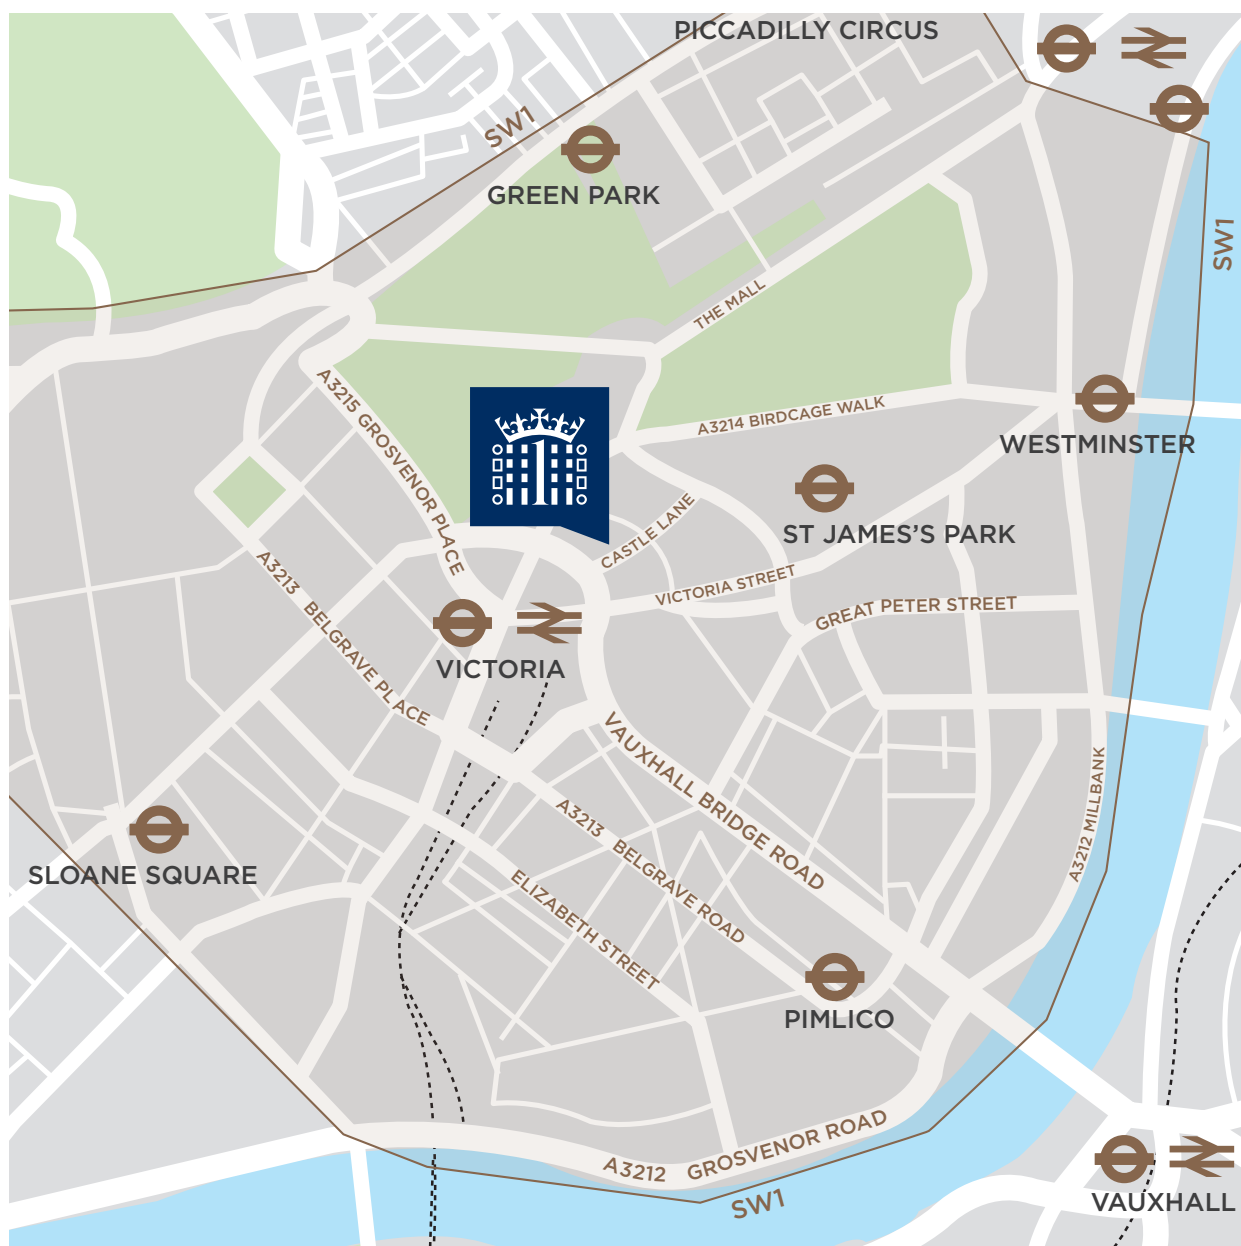 PICCADILLY CIRCUS
SW1
GREEN PARK
SW1
THE MALL
A3215 GROSVENOR PLACE
A3214 BIRDCAGE WALK
WESTMINSTER
1
CASTLE LANE
ST JAMES'S PARK
A3213 BELGRAVE PLACE
VICTORIA STREET
GREAT PETER STREET
VICTORIA
VAUXHALL BRIDGE ROAD
A3212 MILLBANK
A3213 BELGRAVE ROAD
SLOANE SQUARE
ELIZABETH STREET
PIMLICO
A3212 GROSVENOR ROAD
SW1
VAUXHALL